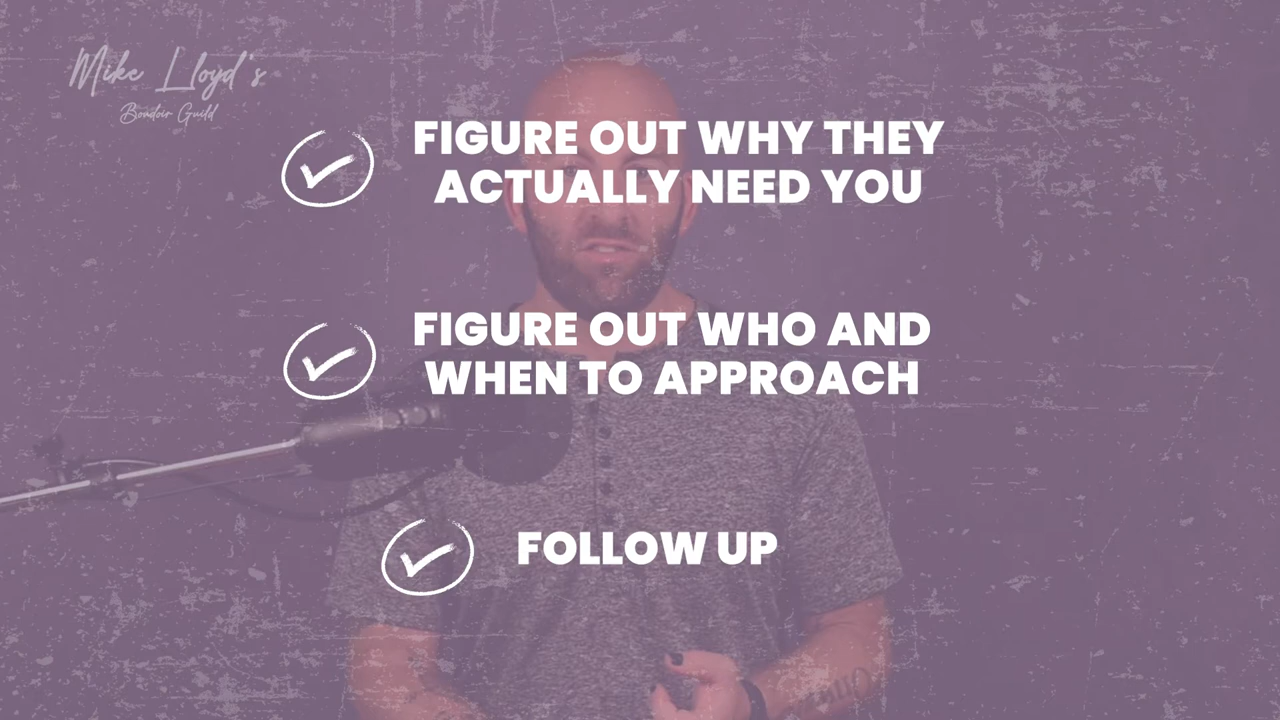 Mike Lloyd's
Boudoir Guild
FIGURE OUT WHY THEY
ACTUALLY NEED YOU
FIGURE OUT WHO AND
WHEN TO APPROACH
FOLLOW UP